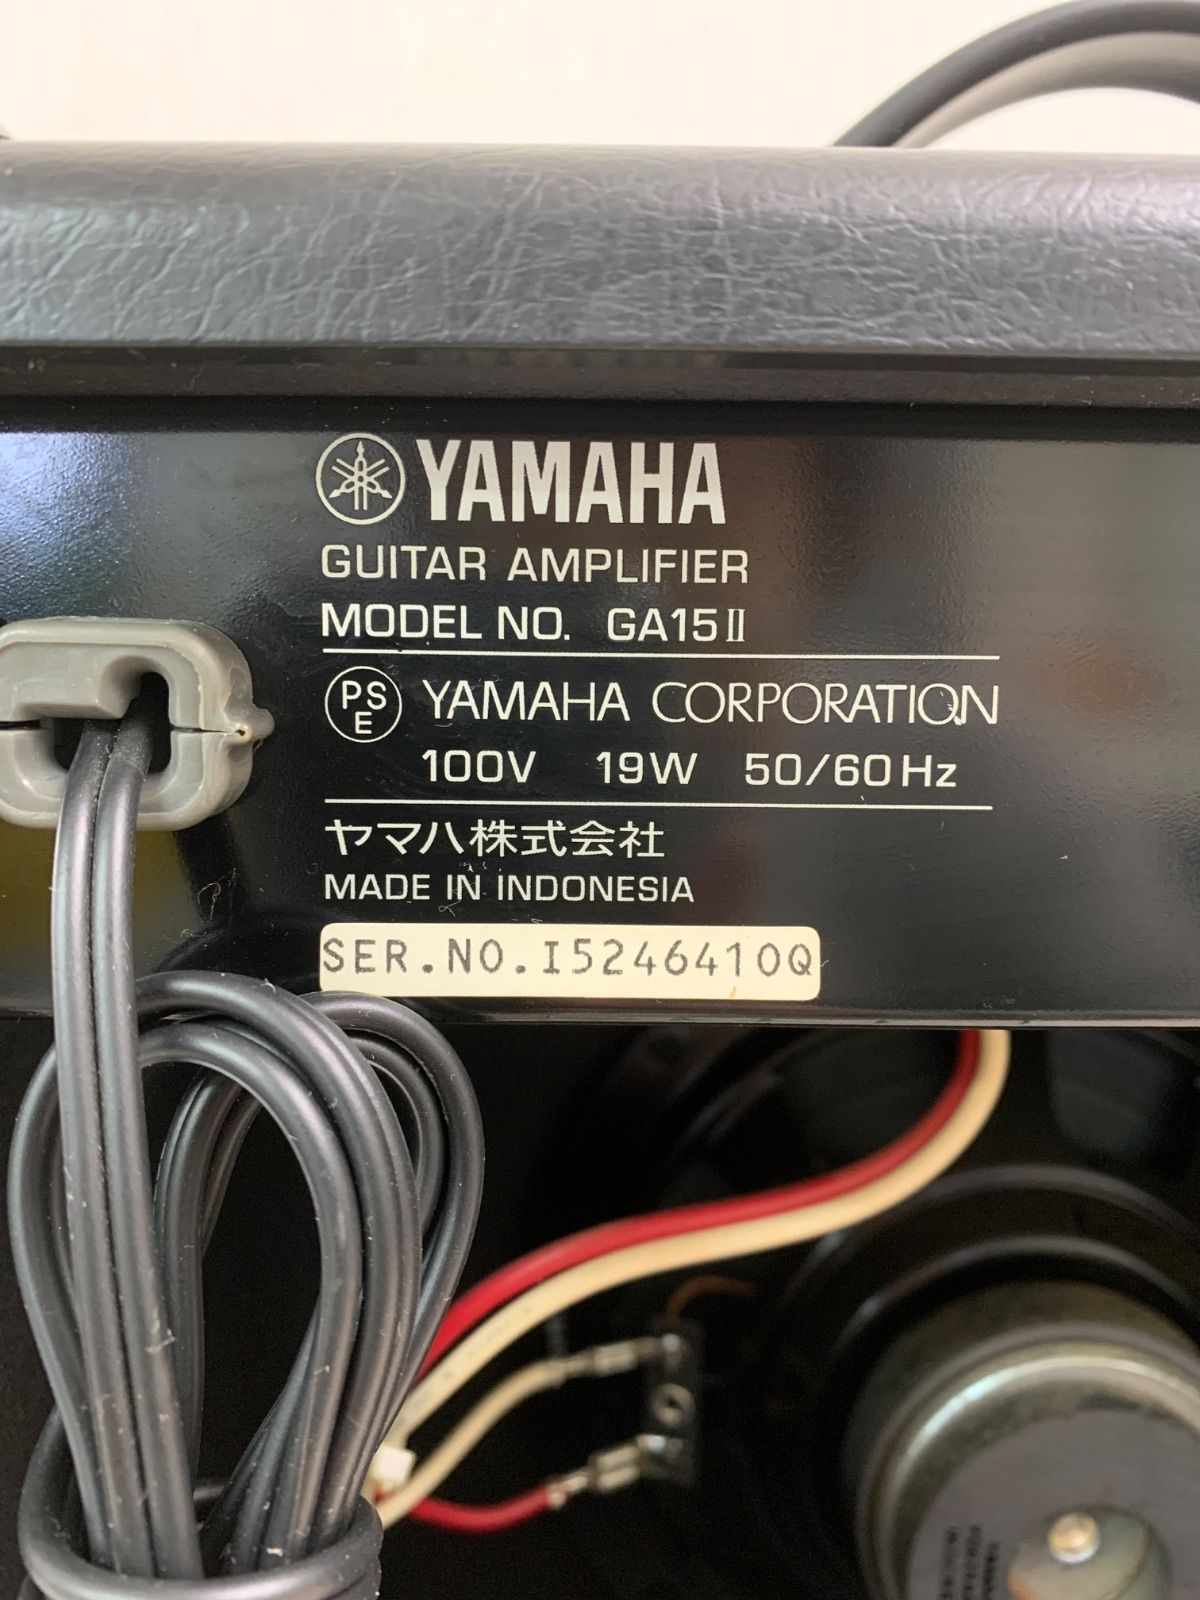 YAMAHA
GUITAR AMPLIFIER
MODEL NO. GA15II
PSE YAMAHA CORPORATION
100V 19W 50/60Hz
ヤマハ株式会社
MADE IN INDONESIA
SER.NO.I5246410Q